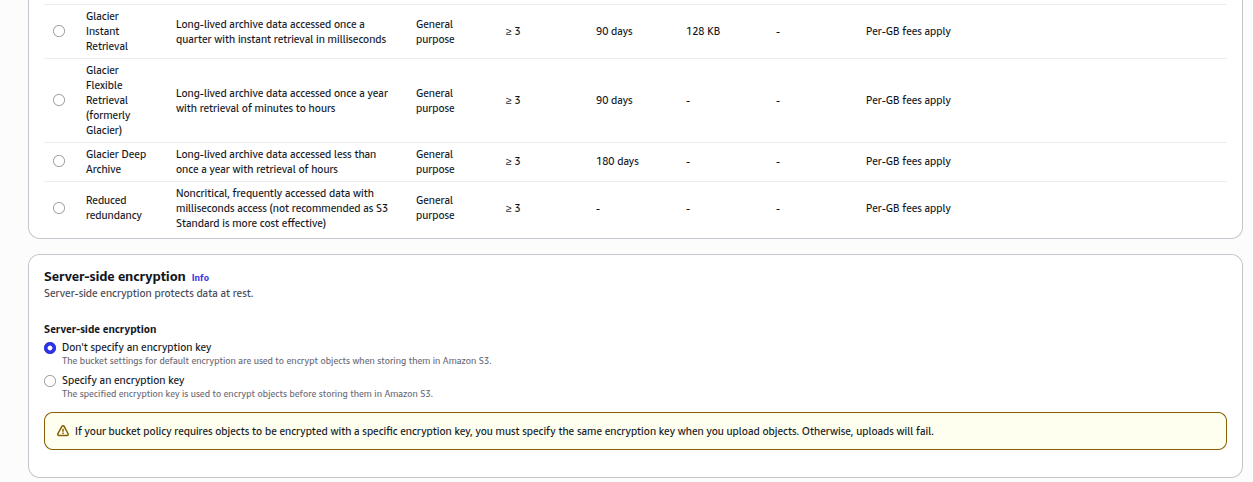 Glacier
Instant
Retrieval
Long-lived archive data accessed once a
quarter with instant retrieval in milliseconds
General
purpose
≥ 3
90 days
128 KB
-
Per-GB fees apply
Glacier
Flexible
Retrieval
(formerly
Glacier)
Long-lived archive data accessed once a year
with retrieval of minutes to hours
General
purpose
≥ 3
90 days
-
-
Per-GB fees apply
Glacier Deep
Archive
Long-lived archive data accessed less than
once a year with retrieval of hours
General
purpose
≥ 3
180 days
-
-
Per-GB fees apply
Reduced
redundancy
Noncritical, frequently accessed data with
milliseconds access (not recommended as S3
Standard is more cost effective)
General
purpose
≥ 3
-
-
-
Per-GB fees apply
Server-side encryption Info
Server-side encryption protects data at rest.
Server-side encryption
Don't specify an encryption key
The bucket settings for default encryption are used to encrypt objects when storing them in Amazon S3.
Specify an encryption key
The specified encryption key is used to encrypt objects before storing them in Amazon S3.
If your bucket policy requires objects to be encrypted with a specific encryption key, you must specify the same encryption key when you upload objects. Otherwise, uploads will fail.